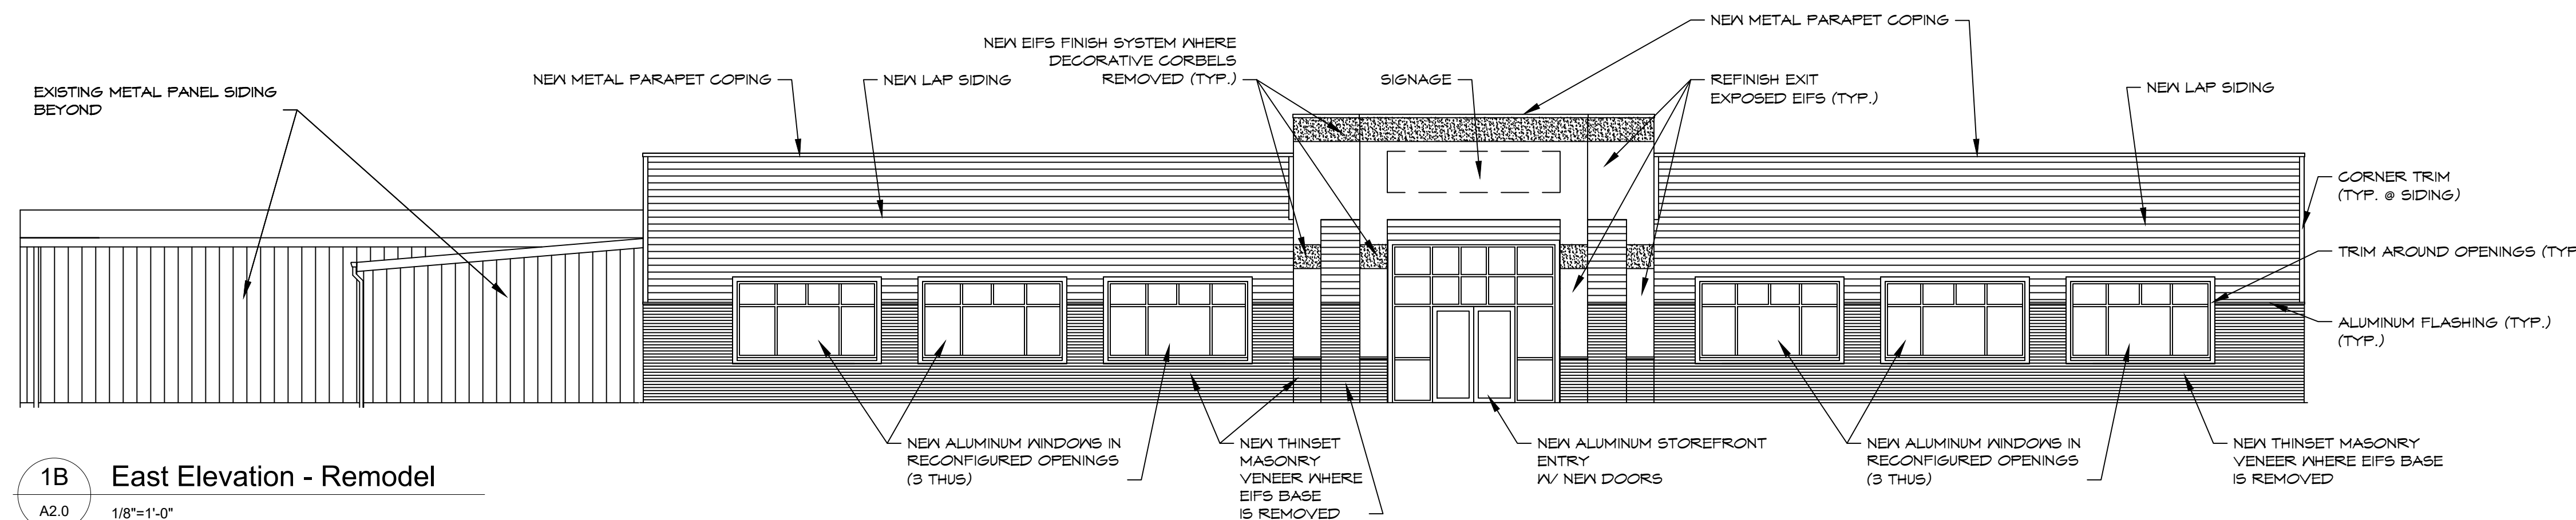 NEW METAL PARAPET COPING
NEW EIFS FINISH SYSTEM WHERE
DECORATIVE CORBELS
REMOVED (TYP.)
EXISTING METAL PANEL SIDING
BEYOND
NEW METAL PARAPET COPING
NEW LAP SIDING
SIGNAGE
REFINISH EXIT
EXPOSED EIFS (TYP.)
NEW LAP SIDING
CORNER TRIM
(TYP. @ SIDING)
TRIM AROUND OPENINGS (TYP
ALUMINUM FLASHING (TYP.)
(TYP.)
NEW ALUMINUM WINDOWS IN
RECONFIGURED OPENINGS
(3 THUS)
NEW THINSET
MASONRY
VENEER WHERE
EIFS BASE
IS REMOVED
NEW ALUMINUM STOREFRONT
ENTRY
W/ NEW DOORS
NEW ALUMINUM WINDOWS IN
RECONFIGURED OPENINGS
(3 THUS)
NEW THINSET MASONRY
VENEER WHERE EIFS BASE
IS REMOVED
1B
East Elevation - Remodel
A2.0
1/8"=1'-0"